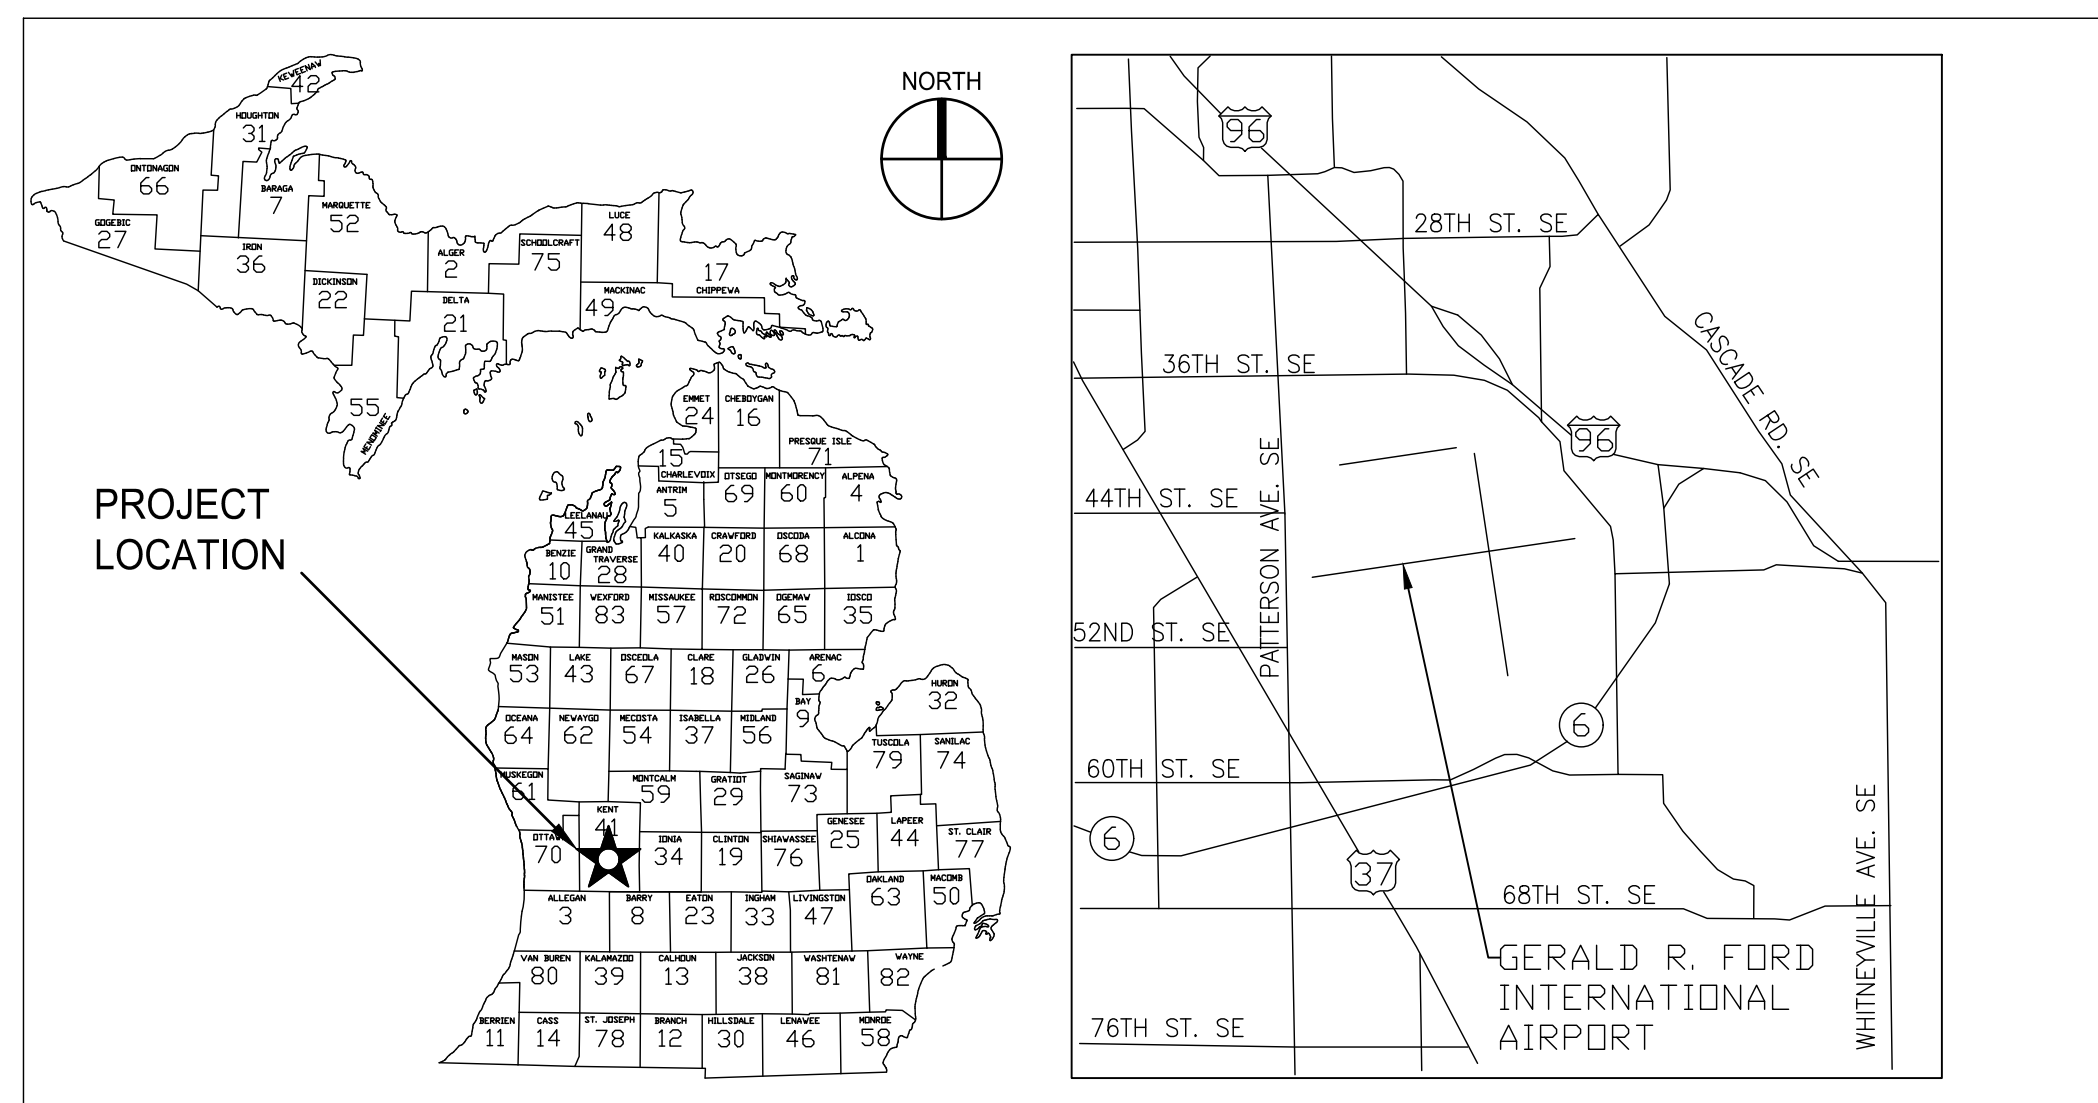 KEWEENAW
42
HOUGHTON
31
ONTONAGON
66
BARAGA
7
GOGEBIC
27
MARQUETTE
52
IRON
36
DICKINSON
22
ALGER
2
DELTA
21
SCHOOLCRAFT
75
LUCE
48
MACKINAC
49
17
CHIPPEWA
55
MENOMINEE
NORTH
PROJECT
LOCATION
EMMET
24
CHEBOYGAN
16
PRESQUE ISLE
71
15
CHARLEVOIX
ANTRIM
5
OTSEGO
69
MONTMORENCY
60
ALPENA
4
LEELANAU
45
BENZIE
10
GRAND
TRAVERSE
28
KALKASKA
40
CRAWFORD
20
OSCODA
68
ALCONA
1
MANISTEE
51
WEXFORD
83
MISSAUKEE
57
ROSCOMMON
72
OGEMAW
65
IOSCO
35
MASON
53
LAKE
43
OSCEOLA
67
CLARE
18
GLADWIN
26
ARENAC
6
BAY
9
HURON
32
OCEANA
64
NEWAYGO
62
MECOSTA
54
ISABELLA
37
MIDLAND
56
TUSCOLA
79
SANILAC
74
MUSKEGON
61
MONTCALM
59
GRATIOT
29
SAGINAW
73
KENT
41
OTTAWA
70
IONIA
34
CLINTON
19
SHIAWASSEE
76
GENESEE
25
LAPEER
44
ST. CLAIR
77
ALLEGAN
3
BARRY
8
EATON
23
INGHAM
33
LIVINGSTON
47
OAKLAND
63
MACOMB
50
VAN BUREN
80
KALAMAZOO
39
CALHOUN
13
JACKSON
38
WASHTENAW
81
WAYNE
82
BERRIEN
11
CASS
14
ST. JOSEPH
78
BRANCH
12
HILLSDALE
30
LENAWEE
46
MONROE
58
96
28TH ST. SE
36TH ST. SE
CASCADE RD. SE
96
44TH ST. SE
PATTERSON AVE. SE
52ND ST. SE
6
60TH ST. SE
6
37
68TH ST. SE
WHITNEYVILLE AVE. SE
GERALD R. FORD
INTERNATIONAL
AIRPORT
76TH ST. SE